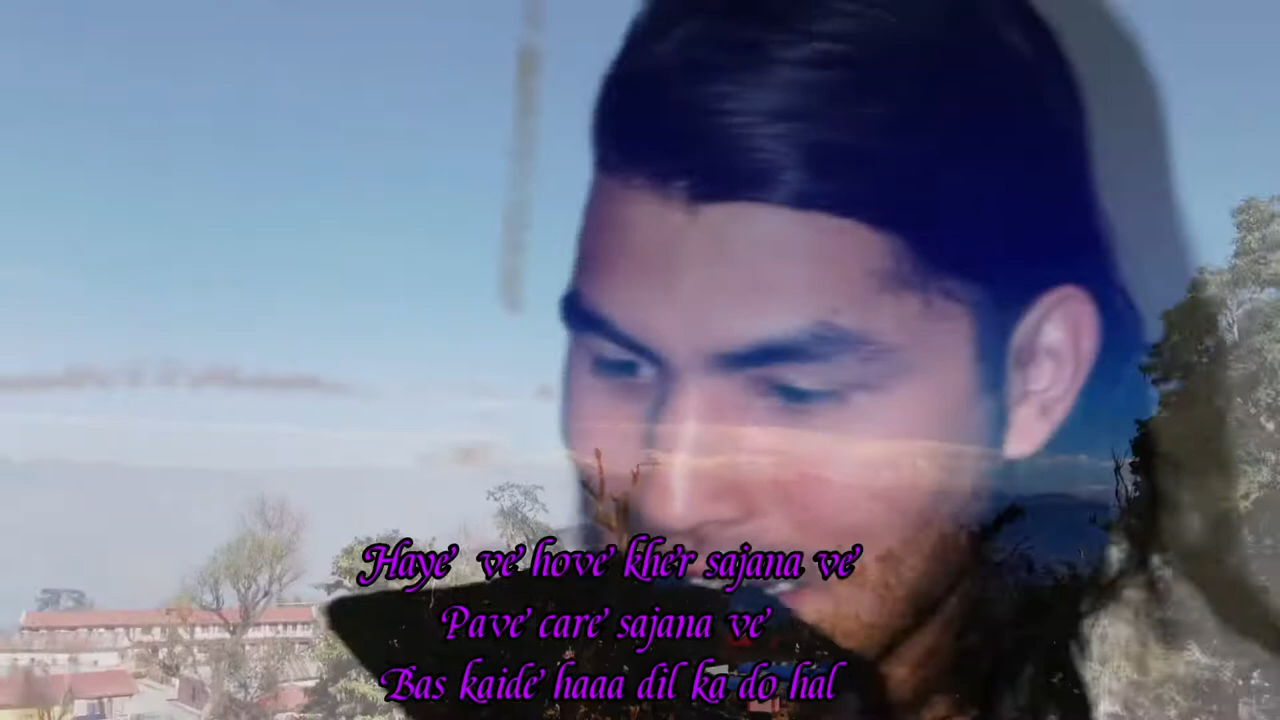 Haye ve hove kher sajana ve
Pave care sajana ve
Bas kaide haaa dil ka do hal